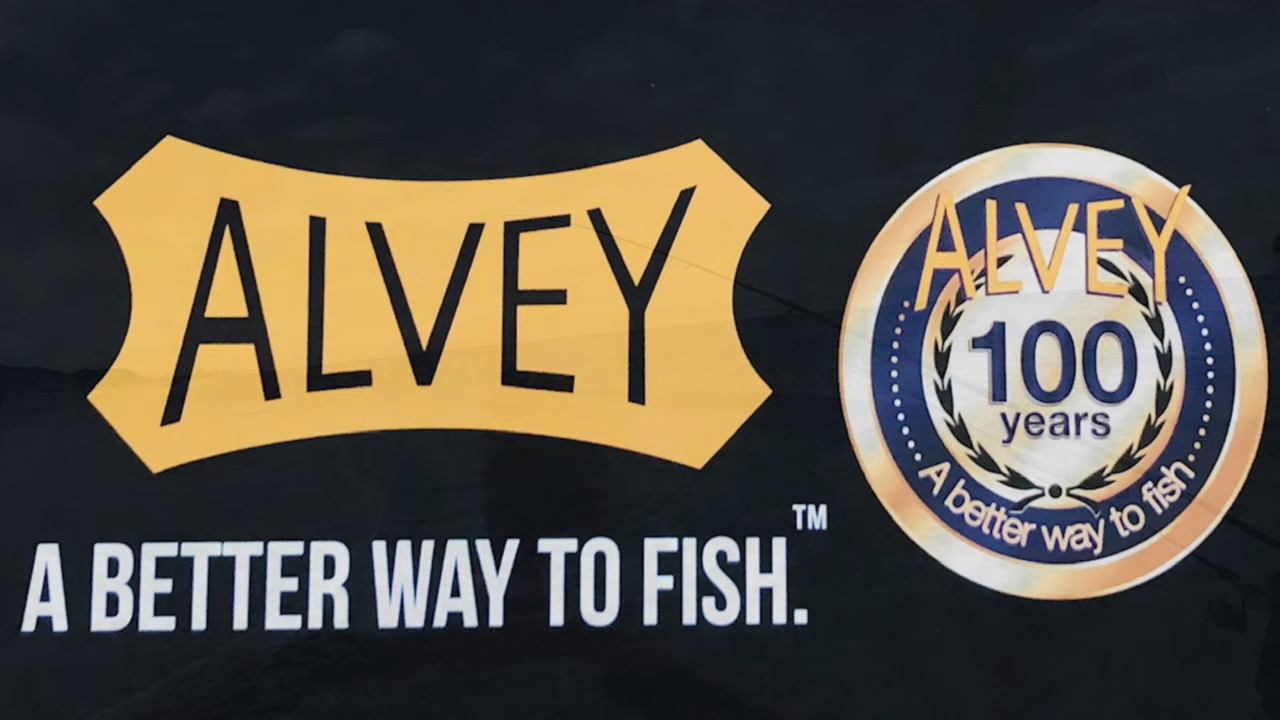 ALVEY
A BETTER WAY TO FISH.™
ALVEY
100
years
A better way to fish